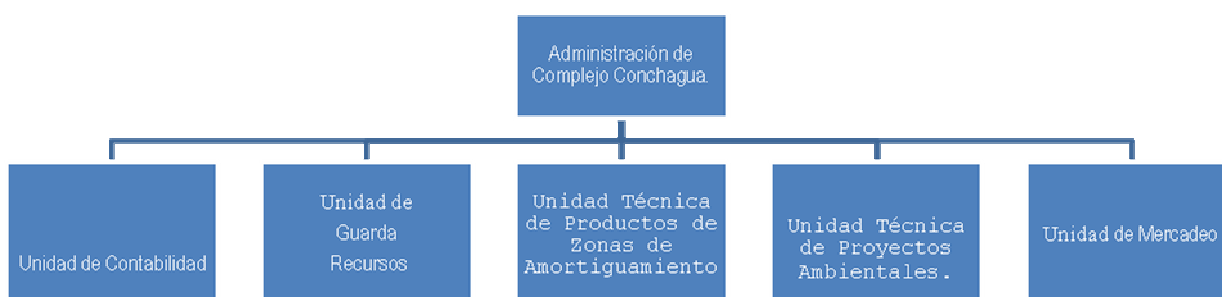 Administración de
Complejo Conchagua.
Unidad de Contabilidad
Unidad de
Guarda
Recursos
Unidad Técnica
de Productos de
Zonas de
Amortiguamiento
Unidad Técnica
de Proyectos
Ambientales.
Unidad de Mercadeo